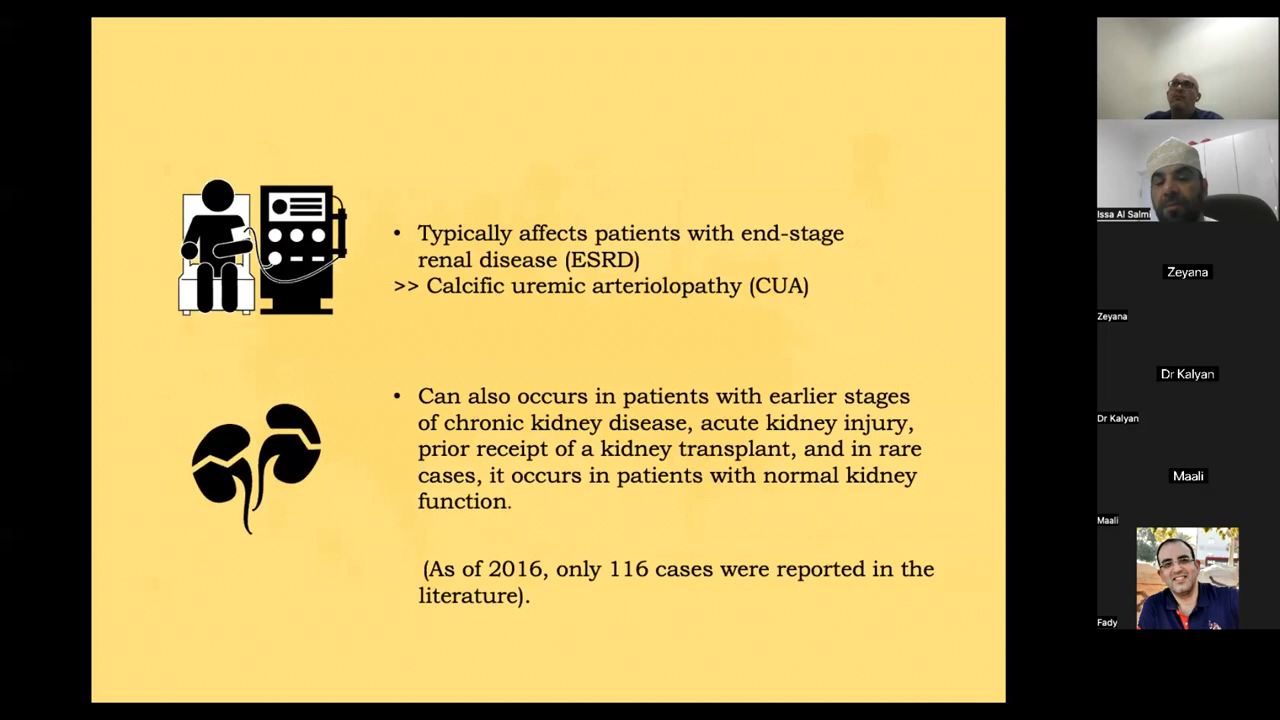 • Typically affects patients with end-stage
renal disease (ESRD)
>> Calcific uremic arteriolopathy (CUA)
• Can also occurs in patients with earlier stages
of chronic kidney disease, acute kidney injury,
prior receipt of a kidney transplant, and in rare
cases, it occurs in patients with normal kidney
function.
(As of 2016, only 116 cases were reported in the
literature).
Issa Al Salmi
Zeyana
Zeyana
Dr Kalyan
Dr Kalyan
Maali
Maali
Fady